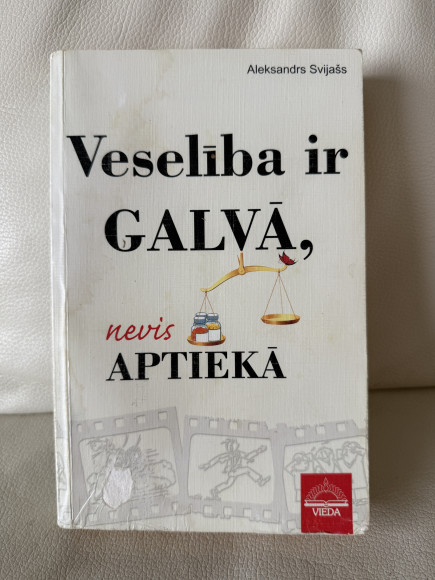 Aleksandrs Svijašs
Veselība ir
GALVĀ,
nevis
APTIEKĀ
VIEDA